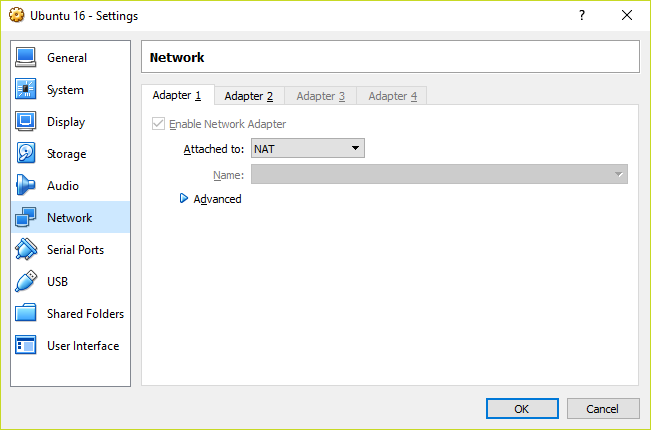 Ubuntu 16 - Settings
?
General
System
Display
Storage
Audio
Network
Serial Ports
USB
Shared Folders
User Interface
Network
Adapter 1
Adapter 2
Adapter 3
Adapter 4
Enable Network Adapter
Attached to: NAT
Name:
Advanced
OK
Cancel